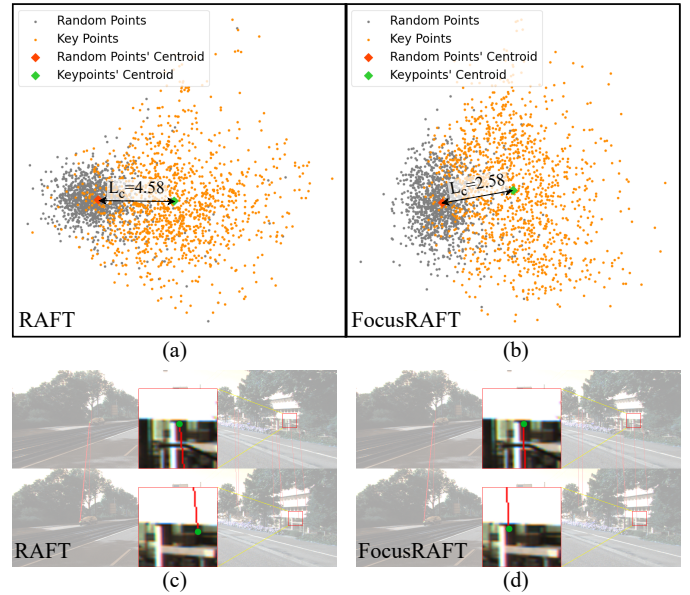 Random Points
Key Points
Random Points' Centroid
Keypoints' Centroid
L_c=4.58
RAFT
(a)
Random Points
Key Points
Random Points' Centroid
Keypoints' Centroid
L_c=2.58
FocusRAFT
(b)
RAFT
(c)
FocusRAFT
(d)